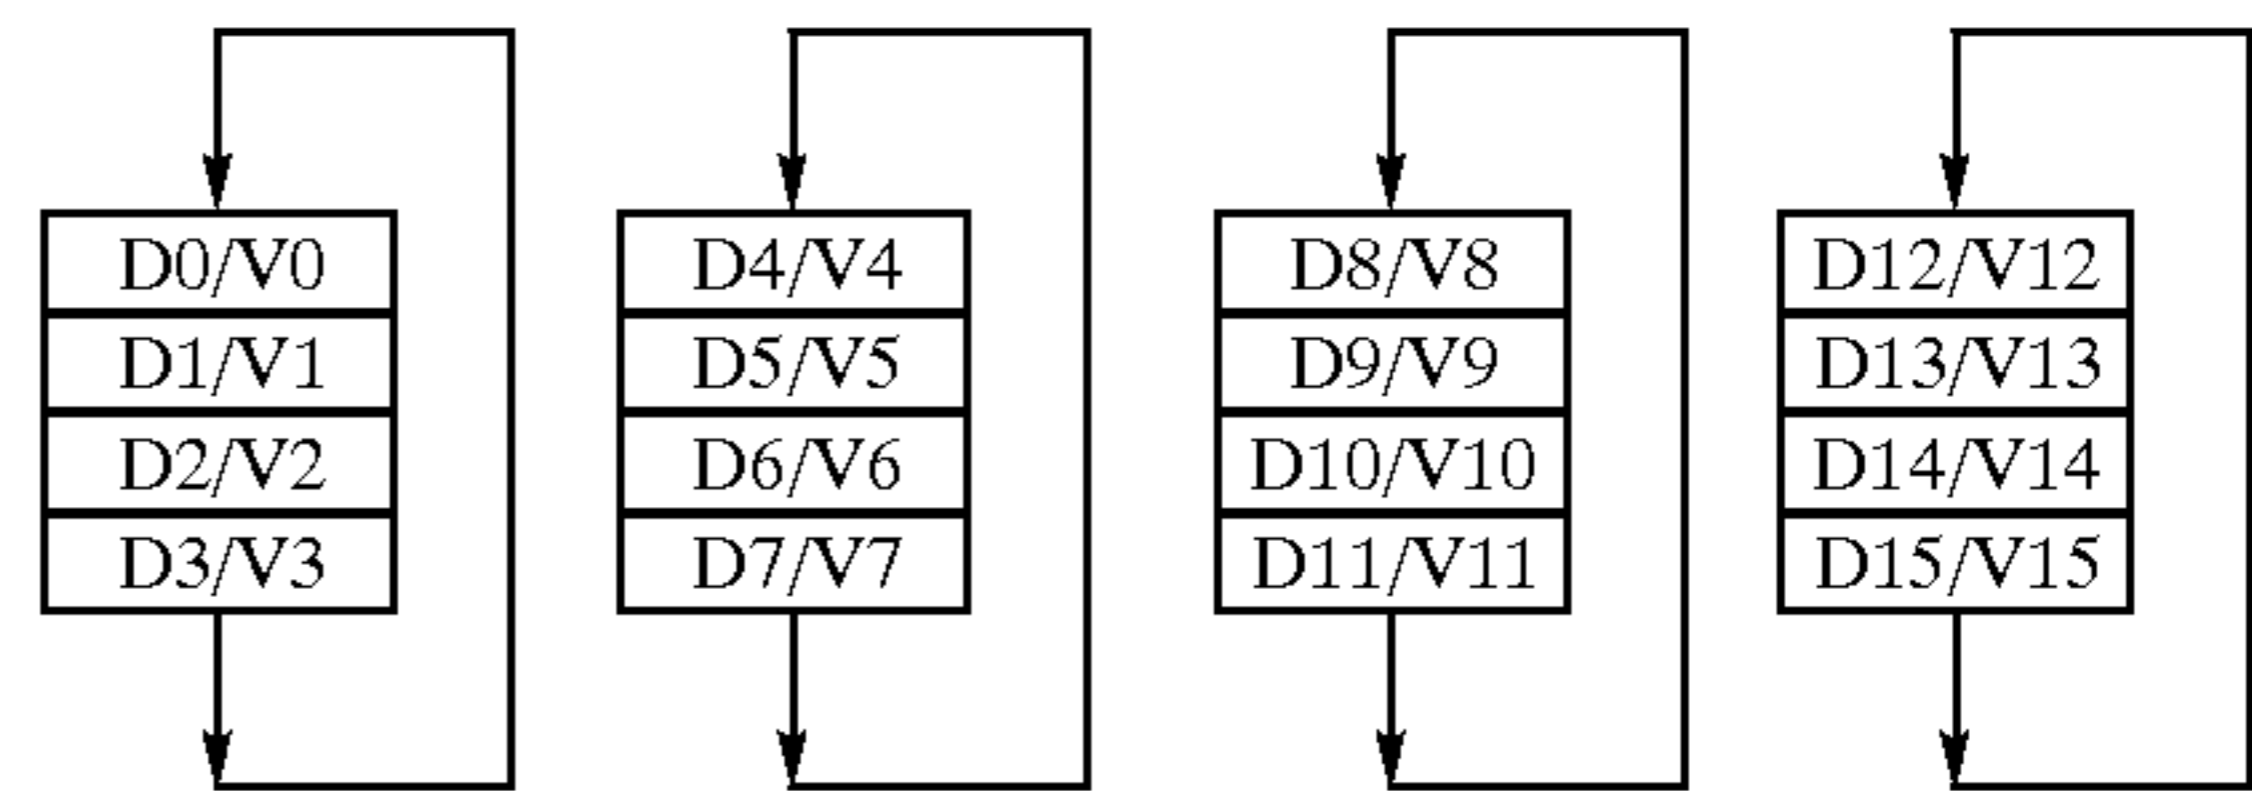 D0/V0 D4/V4 D8/V8 D12/V12
D1/V1 D5/V5 D9/V9 D13/V13
D2/V2 D6/V6 D10/V10 D14/V14
D3/V3 D7/V7 D11/V11 D15/V15